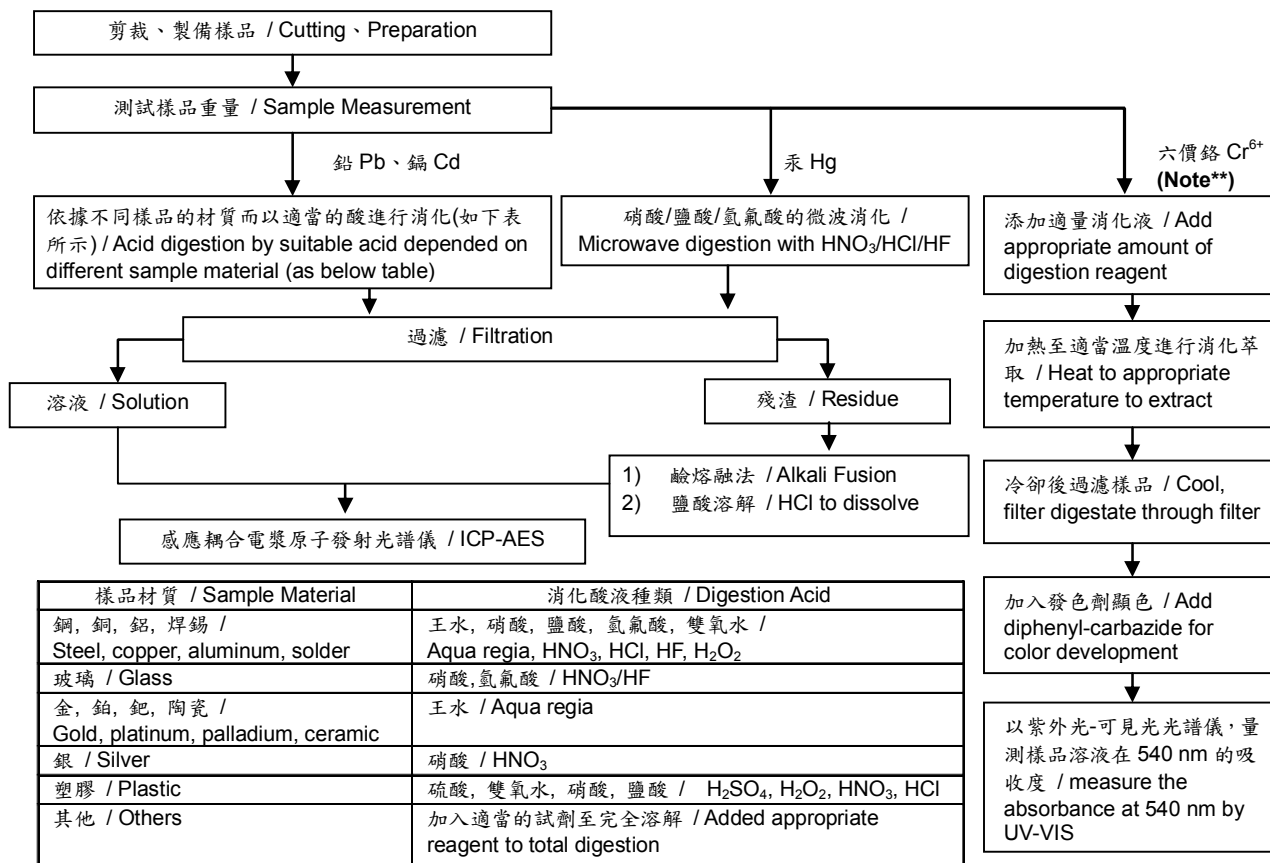 剪裁、製備樣品 / Cutting、Preparation
測試樣品重量 / Sample Measurement
鉛 Pb、鎘 Cd
汞 Hg
六價鉻 Cr6+
(Note**)
依據不同樣品的材質而以適當的酸進行消化(如下表
所示) / Acid digestion by suitable acid depended on
different sample material (as below table)
硝酸/鹽酸/氫氟酸的微波消化 /
Microwave digestion with HNO3/HCl/HF
添加適量消化液 / Add
appropriate amount of
digestion reagent
過濾 / Filtration
加熱至適當溫度進行消化萃
取 / Heat to appropriate
temperature to extract
溶液 / Solution
殘渣 / Residue
1) 鹼熔融法 / Alkali Fusion
2) 鹽酸溶解 / HCl to dissolve
冷卻後過濾樣品 / Cool,
filter digestate through filter
感應耦合電漿原子發射光譜儀 / ICP-AES
加入發色劑顯色 / Add
diphenyl-carbazide for
color development
以紫外光-可見光光譜儀，量
測樣品溶液在 540 nm 的吸
收度 / measure the
absorbance at 540 nm by
UV-VIS
樣品材質 / Sample Material
消化酸液種類 / Digestion Acid
鋼, 銅, 鋁, 焊錫 /
Steel, copper, aluminum, solder
王水, 硝酸, 鹽酸, 氫氟酸, 雙氧水 /
Aqua regia, HNO3, HCl, HF, H2O2
玻璃 / Glass
硝酸,氫氟酸 / HNO3/HF
金, 鉑, 鈀, 陶瓷 /
Gold, platinum, palladium, ceramic
王水 / Aqua regia
銀 / Silver
硝酸 / HNO3
塑膠 / Plastic
硫酸, 雙氧水, 硝酸, 鹽酸 / H2SO4, H2O2, HNO3, HCl
其他 / Others
加入適當的試劑至完全溶解 / Added appropriate
reagent to total digestion